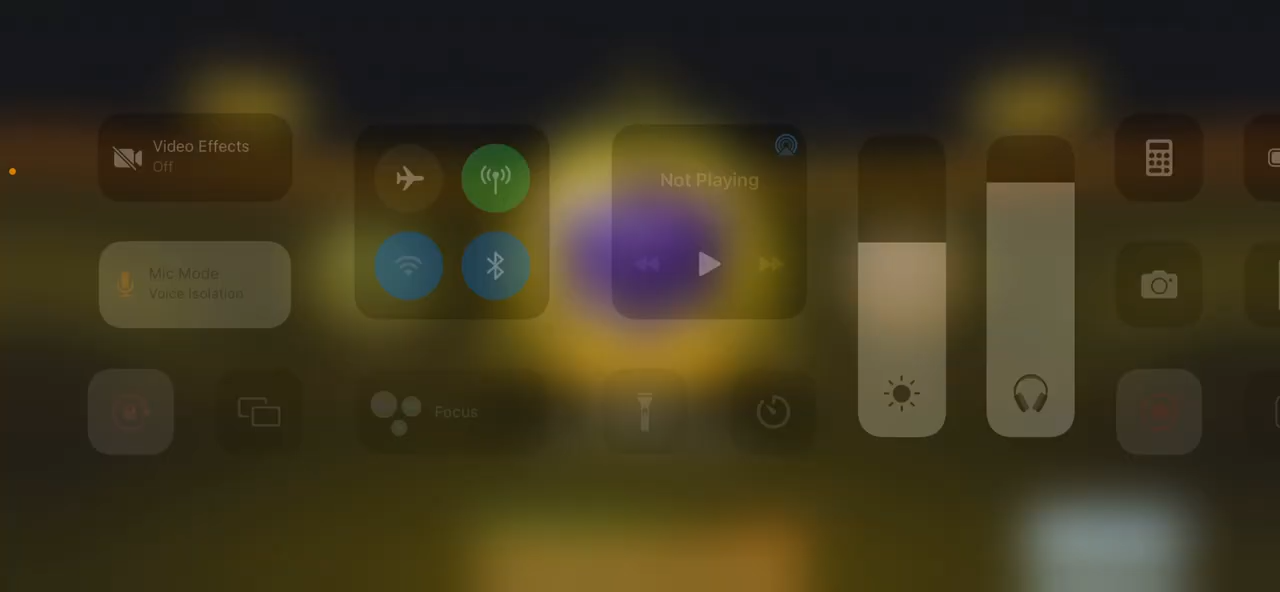 Video Effects
Off
Not Playing
Mic Mode
Voice Isolation
Focus